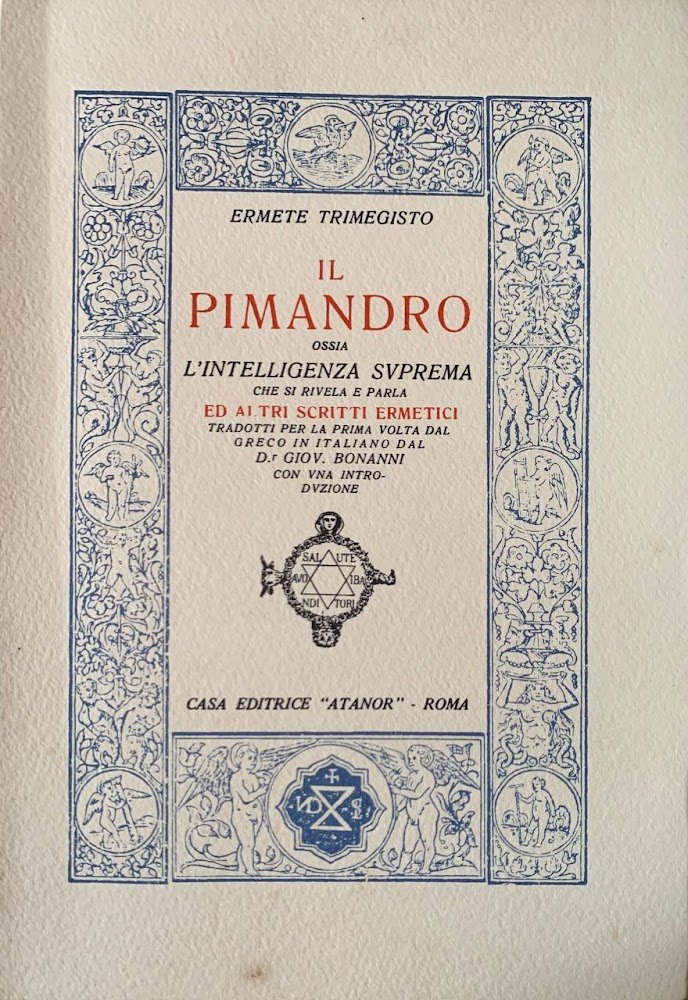 ERMETE TRIMEGISTO
IL
PIMANDRO
OSSIA
L'INTELLIGENZA SVPREMA
CHE SI RIVELA E PARLA
ED ALTRI SCRITTI ERMETICI
TRADOTTI PER LA PRIMA VOLTA DAL
GRECO IN ITALIANO DAL
D.r GIOV. BONANNI
CON VNA INTRO-
DVZIONE
SAL UTE
AVO IBA
NDI TORI
CASA EDITRICE "ATANOR" - ROMA